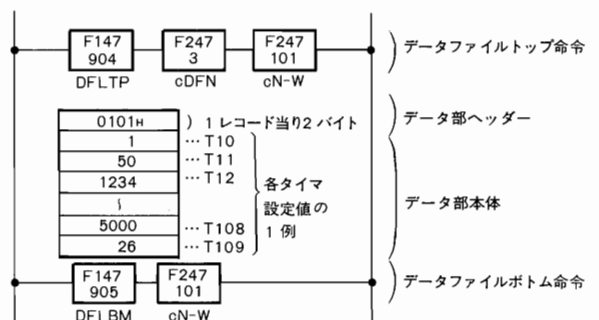 F147 F247 F247
904 3 101
DFLTP cDFN cN-W
データファイルトップ命令
0101H ) 1レコード当り2バイト
データ部ヘッダー
1 …T10
50 …T11
1234 …T12
各タイマ
設定値の
1例
データ部本体
〜
5000 …T108
26 …T109
F147 F247
905 101
DFLBM cN-W
データファイルボトム命令